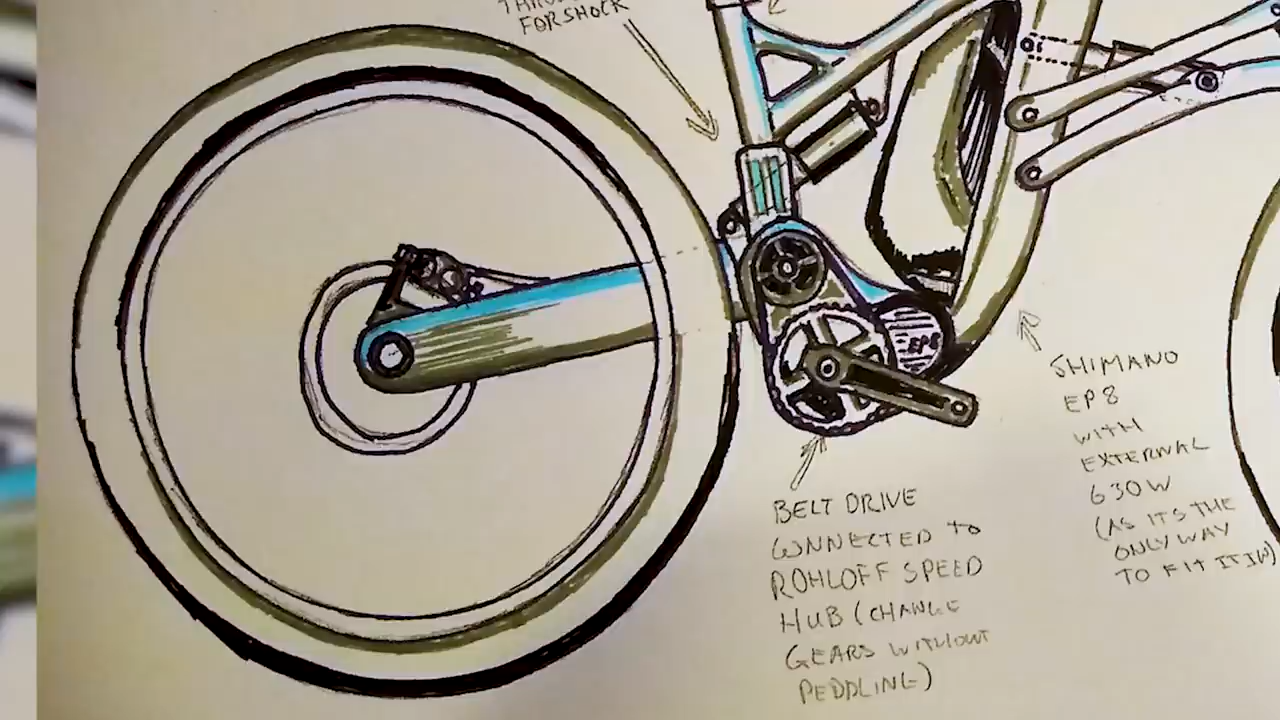 FOR SHOCK
EP8
BELT DRIVE
CONNECTED TO
ROHLOFF SPEED
HUB (CHANGE
GEARS WITHOUT
PEDDLING)
SHIMANO
EP8
WITH
EXTERNAL
630W
(AS ITS THE
ONLY WAY
TO FIT IT IN)